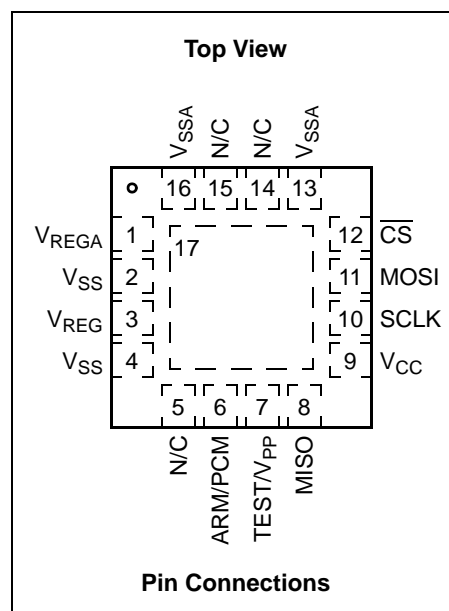 Top View
VSSA
N/C
N/C
VSSA
16
15
14
13
VREGA
1
17
12
CS
VSS
2
11
MOSI
VREG
3
10
SCLK
VSS
4
9
VCC
5
6
7
8
N/C
ARM/PCM
TEST/VPP
MISO
Pin Connections